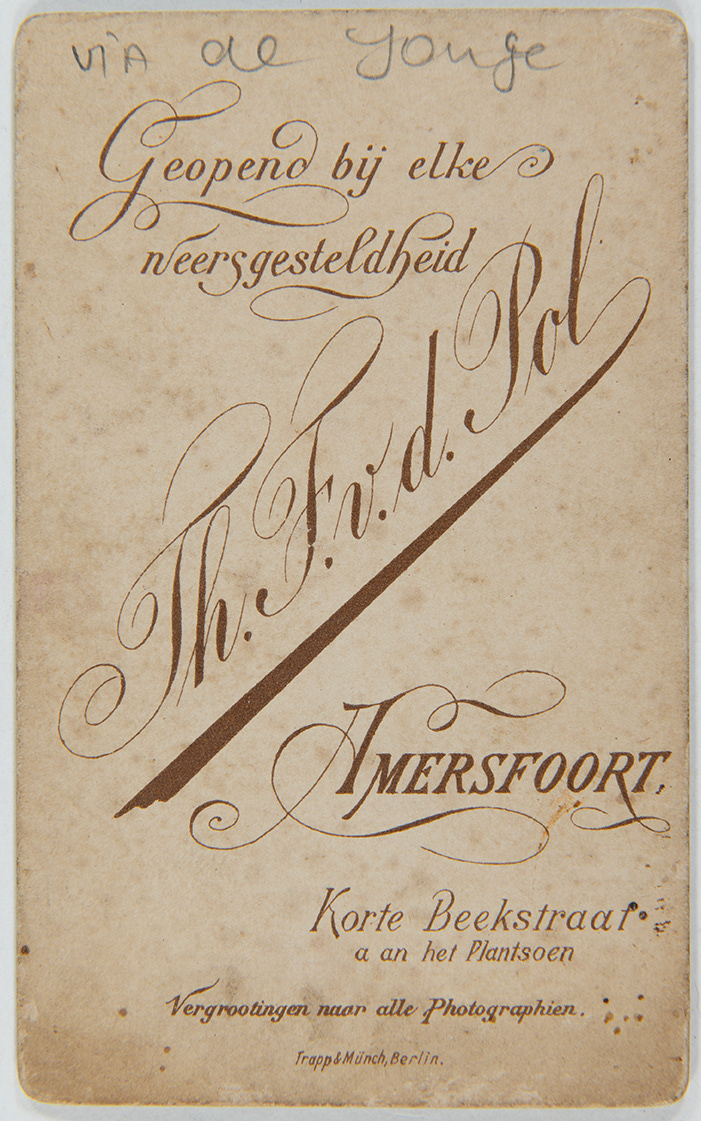 via de Jonge
Geopend bij elke
weersgesteldheid
Th. F. v. d. Pol
AMERSFOORT,
Korte Beekstraat
aan het Plantsoen
Vergrootingen naar alle Photographien.
Trapp & Münch, Berlin.